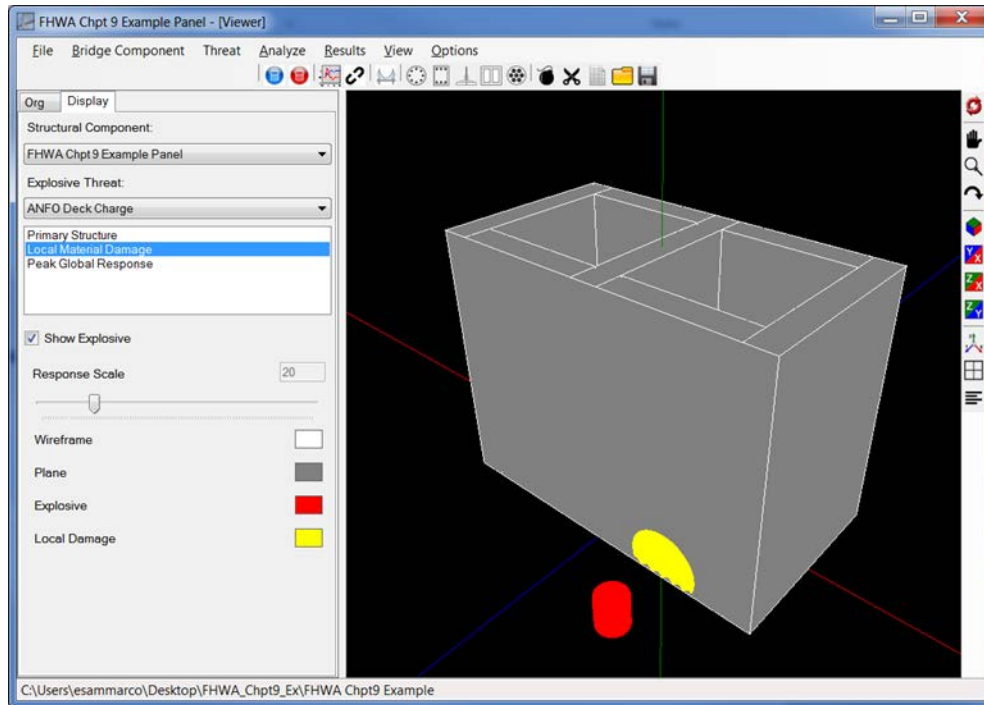 FHWA Chpt 9 Example Panel - [Viewer]
File Bridge Component Threat Analyze Results View Options
Org Display
Structural Component:
FHWA Chpt 9 Example Panel
Explosive Threat:
ANFO Deck Charge
Primary Structure
Local Material Damage
Peak Global Response
Show Explosive
Response Scale 20
Wireframe
Plane
Explosive
Local Damage
Y X
Z X
Z Y
C:\Users\esammarco\Desktop\FHWA_Chpt9_Ex\FHWA Chpt9 Example